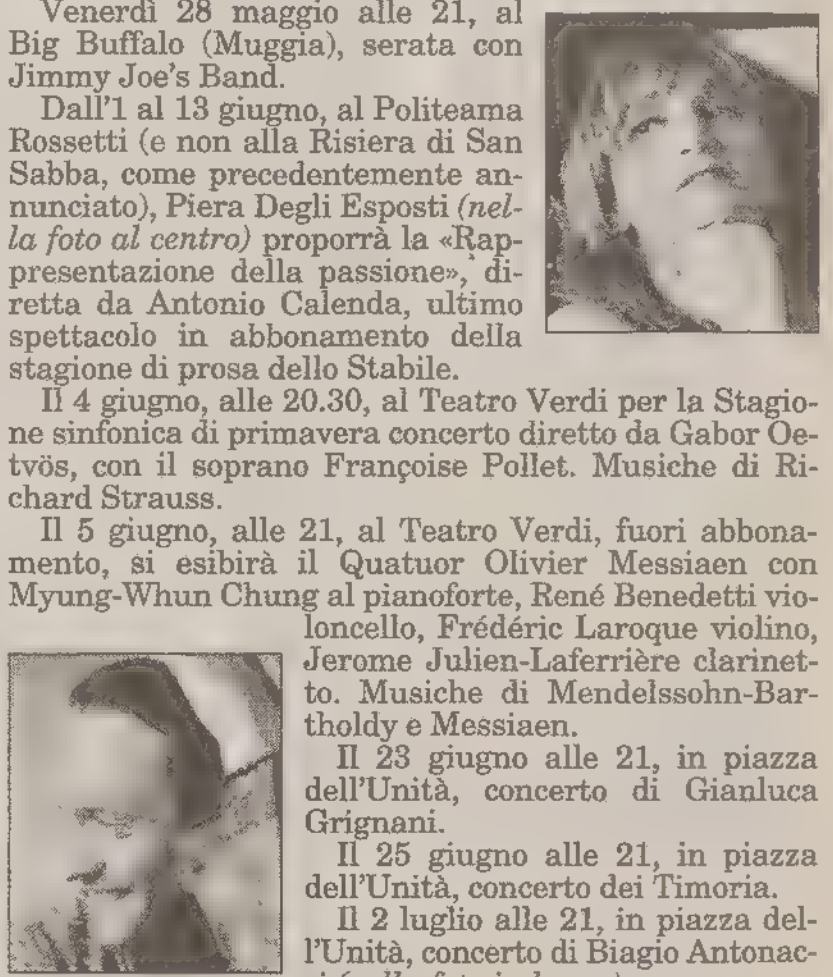 Venerdì 28 maggio alle 21, al
Big Buffalo (Muggia), serata con
Jimmy Joe's Band.
Dall'1 al 13 giugno, al Politeama
Rossetti (e non alla Risiera di San
Sabba, come precedentemente an-
nunciato), Piera Degli Esposti (nel-
la foto al centro) proporrà la «Rap-
presentazione della passione», di-
retta da Antonio Calenda, ultimo
spettacolo in abbonamento della
stagione di prosa dello Stabile.
Il 4 giugno, alle 20.30, al Teatro Verdi per la Stagio-
ne sinfonica di primavera concerto diretto da Gabor Oe-
tvös, con il soprano Françoise Pollet. Musiche di Ri-
chard Strauss.
Il 5 giugno, alle 21, al Teatro Verdi, fuori abbona-
mento, si esibirà il Quatuor Olivier Messiaen con
Myung-Whun Chung al pianoforte, René Benedetti vio-
loncello, Frédéric Laroque violino,
Jerome Julien-Laferrière clarinet-
to. Musiche di Mendelssohn-Bar-
tholdy e Messiaen.
Il 23 giugno alle 21, in piazza
dell'Unità, concerto di Gianluca
Grignani.
Il 25 giugno alle 21, in piazza
dell'Unità, concerto dei Timoria.
Il 2 luglio alle 21, in piazza del-
l'Unità, concerto di Biagio Antonac-